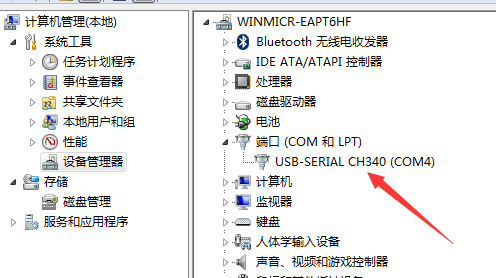 计算机管理(本地)
系统工具
任务计划程序
事件查看器
共享文件夹
本地用户和组
性能
设备管理器
存储
磁盘管理
服务和应用程序
WINMICR-EAPT6HF
Bluetooth 无线电收发器
IDE ATA/ATAPI 控制器
处理器
磁盘驱动器
电池
端口 (COM 和 LPT)
USB-SERIAL CH340 (COM4)
计算机
监视器
键盘
人体学输入设备
声音、视频和游戏控制器